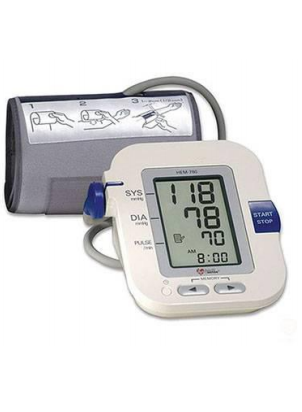 1 2 3
HEM-780
SYS
mmHg
118
DIA
mmHg
78
PULSE
/min
70
AM 8:00
START
STOP
MEMORY